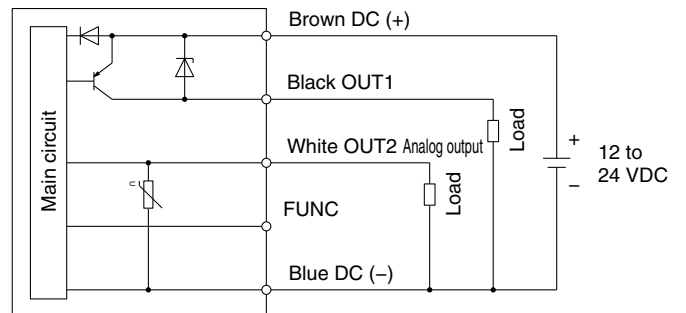 Brown DC (+)
Main circuit
Black OUT1
White OUT2 Analog output
Load
Load
+
−
12 to
24 VDC
FUNC
Blue DC (−)